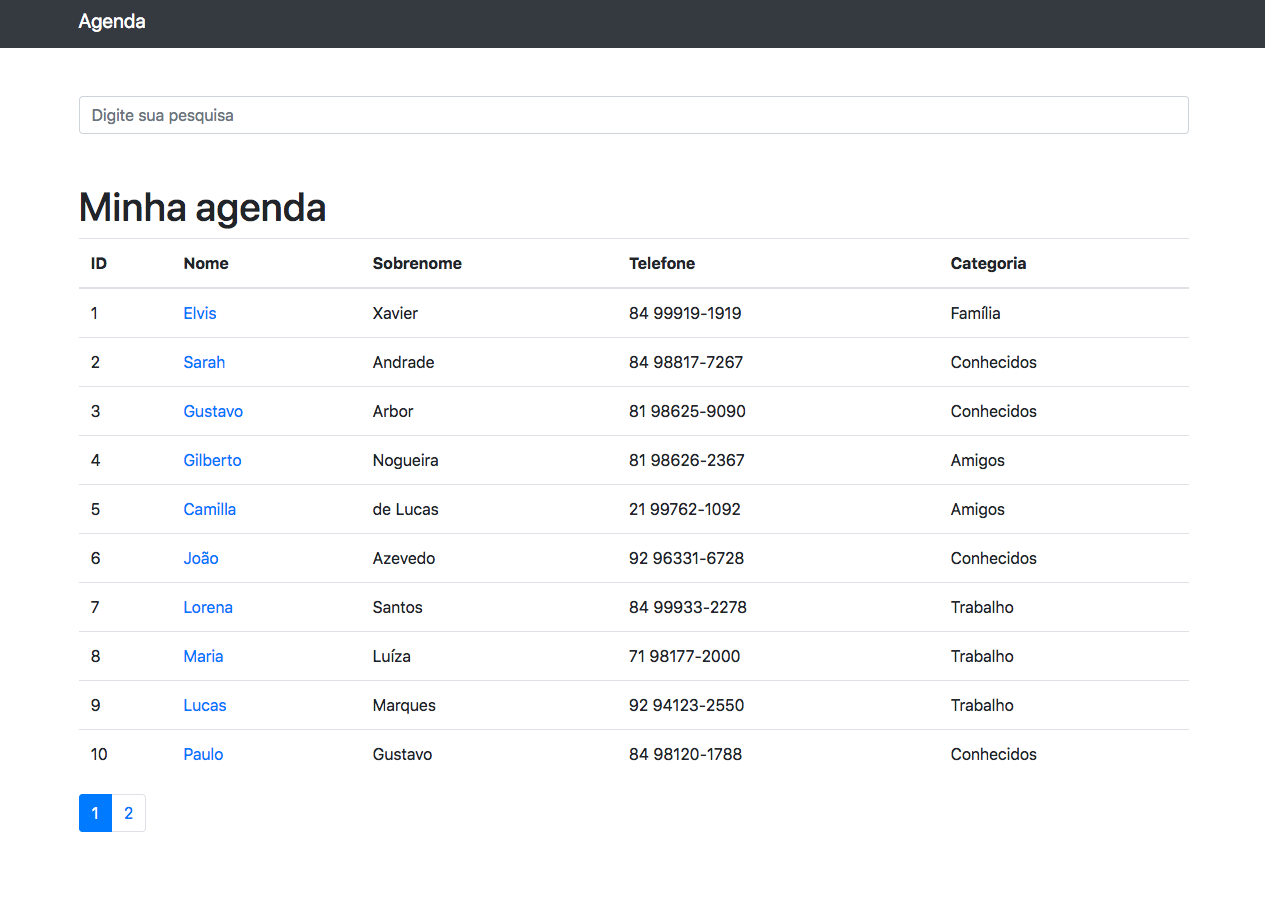 Agenda
Digite sua pesquisa
Minha agenda
ID Nome Sobrenome Telefone Categoria
1 Elvis Xavier 84 99919-1919 Família
2 Sarah Andrade 84 98817-7267 Conhecidos
3 Gustavo Arbor 81 98625-9090 Conhecidos
4 Gilberto Nogueira 81 98626-2367 Amigos
5 Camilla de Lucas 21 99762-1092 Amigos
6 João Azevedo 92 96331-6728 Conhecidos
7 Lorena Santos 84 99933-2278 Trabalho
8 Maria Luíza 71 98177-2000 Trabalho
9 Lucas Marques 92 94123-2550 Trabalho
10 Paulo Gustavo 84 98120-1788 Conhecidos
1 2